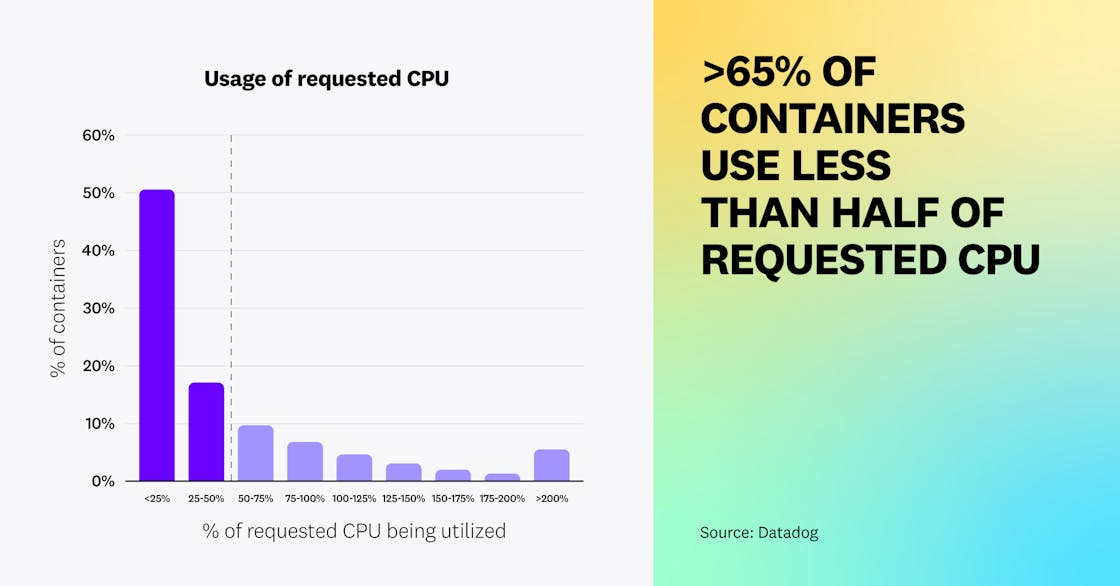 Usage of requested CPU
% of containers
60%
50%
40%
30%
20%
10%
0%
<25% 25-50% 50-75% 75-100% 100-125% 125-150% 150-175% 175-200% >200%
% of requested CPU being utilized
>65% OF
CONTAINERS
USE LESS
THAN HALF OF
REQUESTED CPU
Source: Datadog